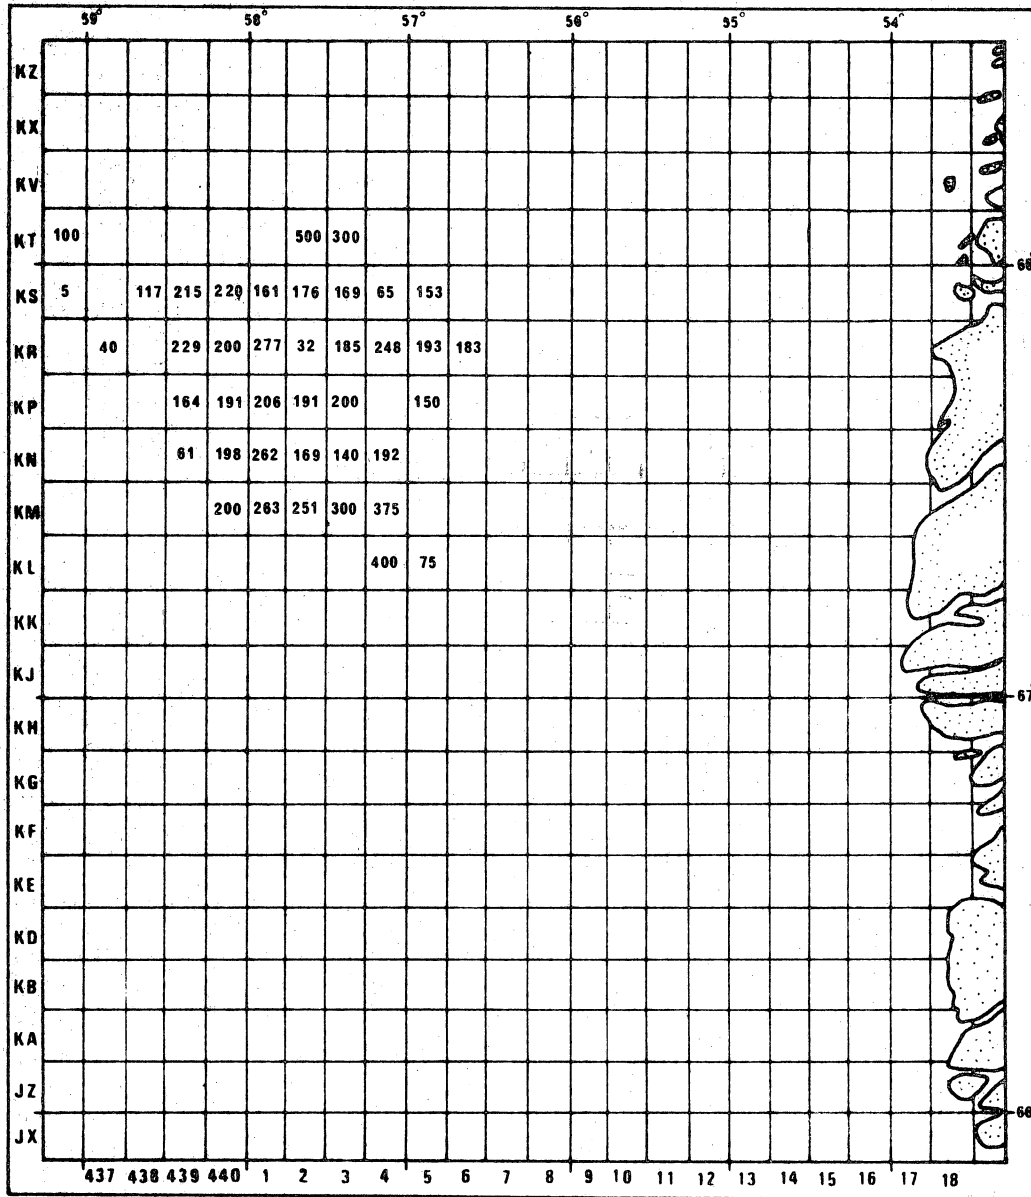 59° 58° 57° 56° 55° 54°
KZ
KX
KV
KT 100 500 300
68
KS 5 117 215 220 161 176 169 65 153
KR 40 229 200 277 32 185 248 193 183
KP 164 191 206 191 200 150
KN 61 198 262 169 140 192
KM 200 263 251 300 375
KL 400 75
KK
KJ
67
KH
KG
KF
KE
KD
KB
KA
JZ
66
JX
437 438 439 440 1 2 3 4 5 6 7 8 9 10 11 12 13 14 15 16 17 18